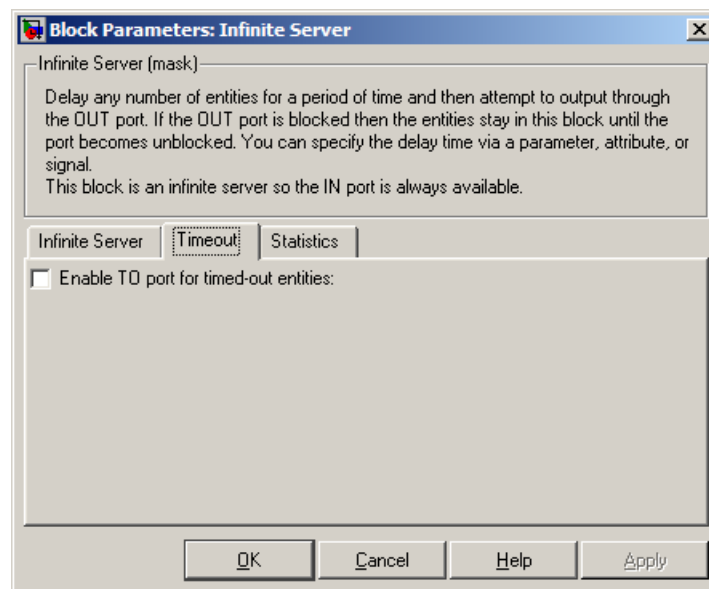 Block Parameters: Infinite Server
Infinite Server (mask)
Delay any number of entities for a period of time and then attempt to output through
the OUT port. If the OUT port is blocked then the entities stay in this block until the
port becomes unblocked. You can specify the delay time via a parameter, attribute, or
signal.
This block is an infinite server so the IN port is always available.
Infinite Server Timeout Statistics
Enable TO port for timed-out entities:
OK Cancel Help Apply